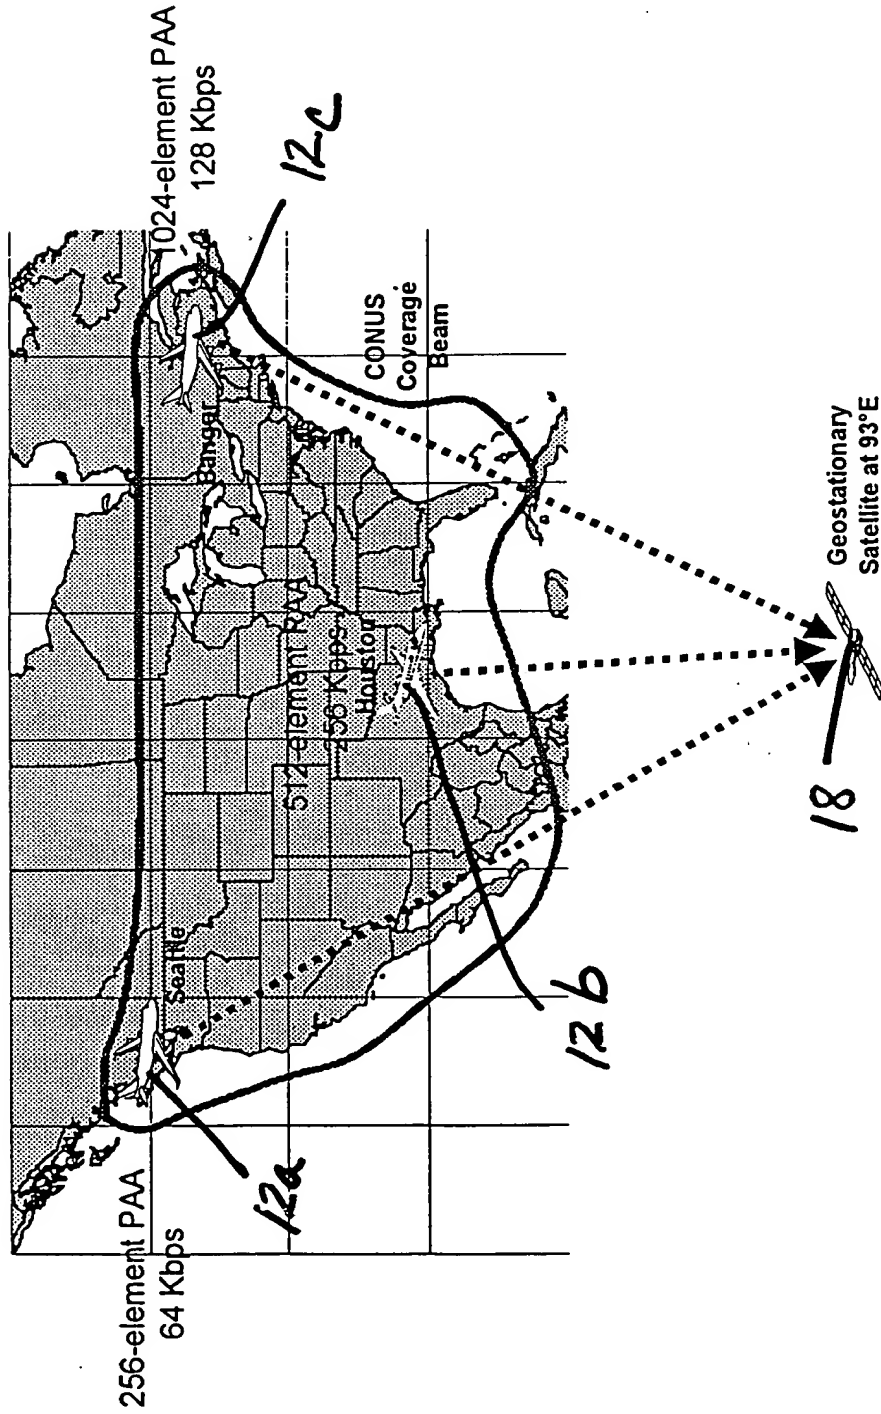 256-element PAA
64 Kbps
12a
Seattle
512-element PAA
256 Kbps
Houston
12b
Bangor
1024-element PAA
128 Kbps
12c
CONUS
Coverage
Beam
18
Geostationary
Satellite at 93°E